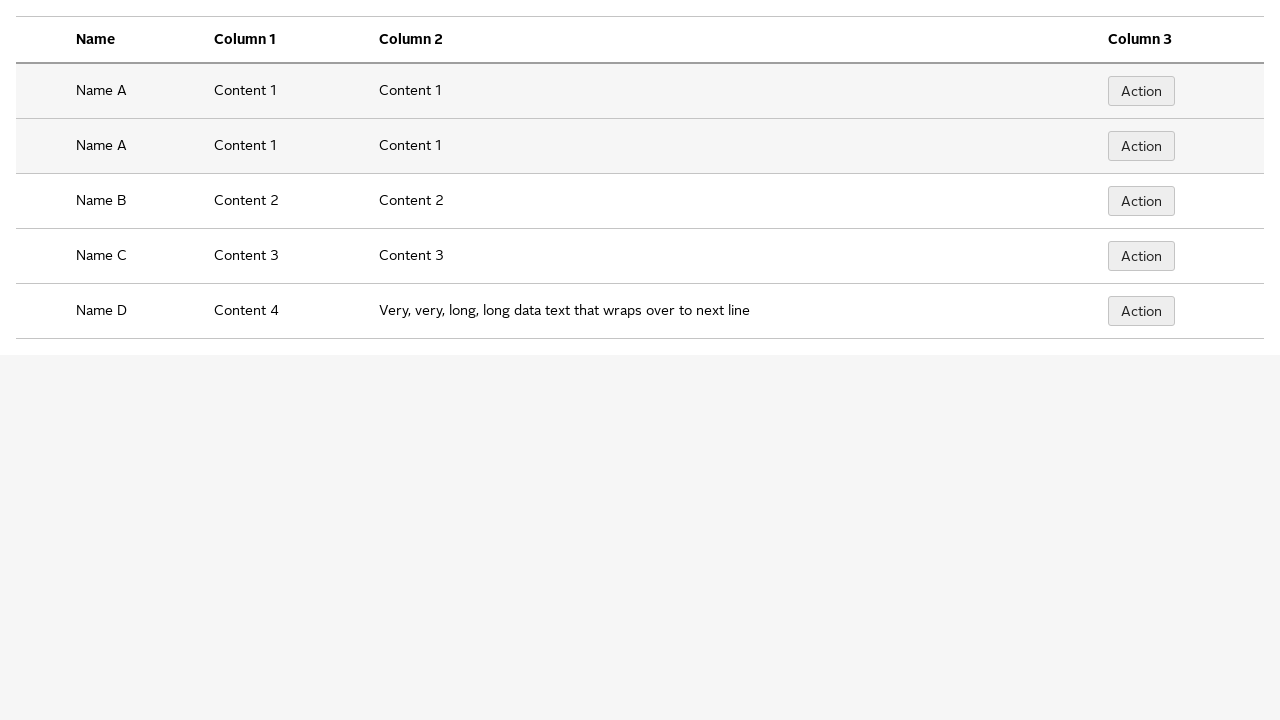 Name Column 1 Column 2 Column 3
Name A Content 1 Content 1 Action
Name A Content 1 Content 1 Action
Name B Content 2 Content 2 Action
Name C Content 3 Content 3 Action
Name D Content 4 Very, very, long, long data text that wraps over to next line Action